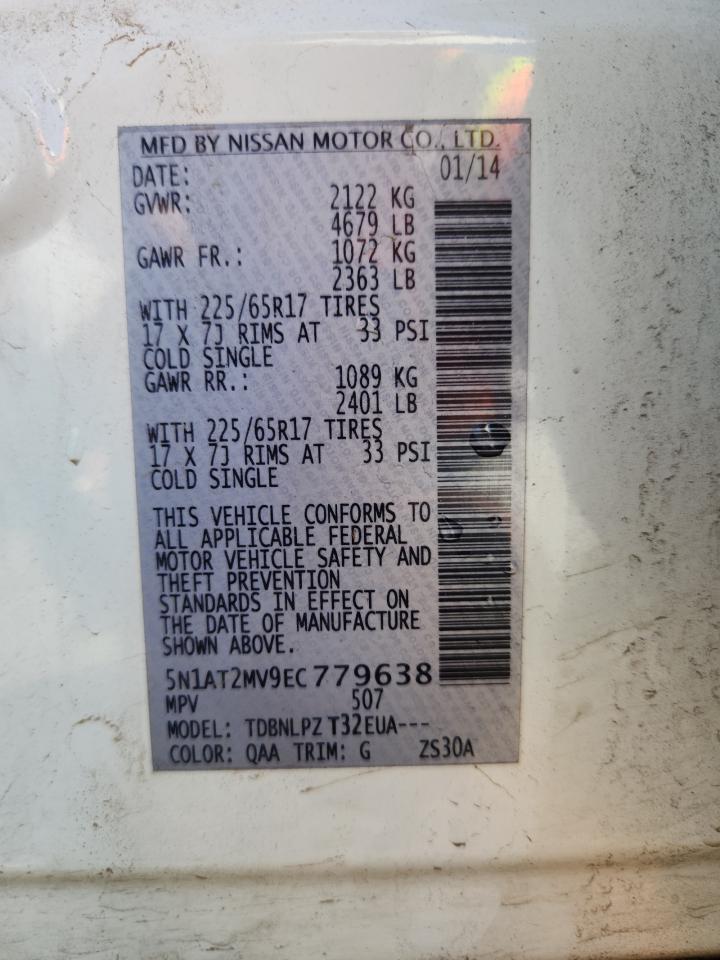 MFD BY NISSAN MOTOR CO., LTD.
DATE: 01/14
GVWR: 2122 KG
4679 LB
GAWR FR.: 1072 KG
2363 LB
WITH 225/65R17 TIRES
17 X 7J RIMS AT 33 PSI
COLD SINGLE
GAWR RR.: 1089 KG
2401 LB
WITH 225/65R17 TIRES
17 X 7J RIMS AT 33 PSI
COLD SINGLE
THIS VEHICLE CONFORMS TO
ALL APPLICABLE FEDERAL
MOTOR VEHICLE SAFETY AND
THEFT PREVENTION
STANDARDS IN EFFECT ON
THE DATE OF MANUFACTURE
SHOWN ABOVE.
5N1AT2MV9EC779638
MPV 507
MODEL: TDBNLPZ T32EUA---
COLOR: QAA TRIM: G ZS30A